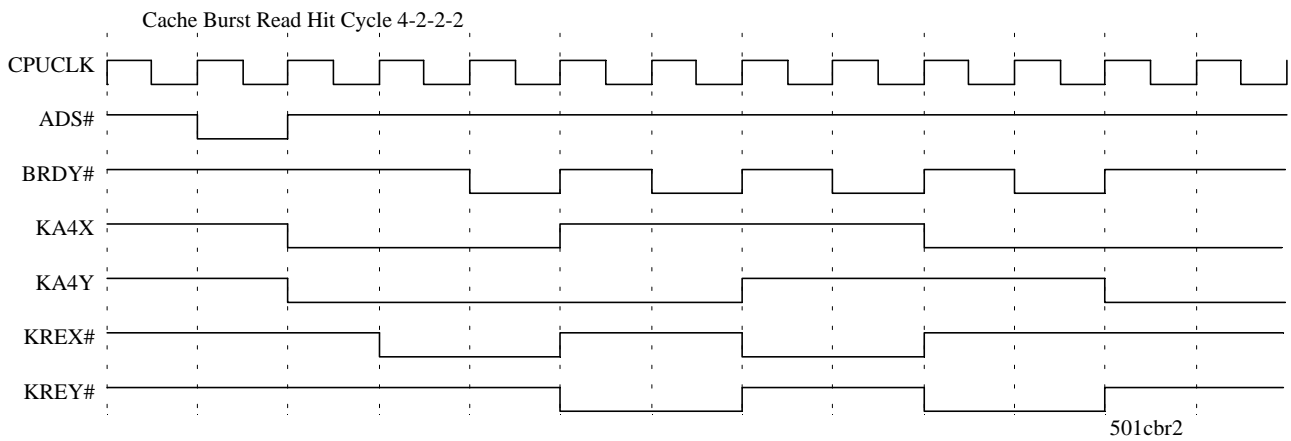 Cache Burst Read Hit Cycle 4-2-2-2
CPUCLK
ADS#
BRDY#
KA4X
KA4Y
KREX#
KREY#
501cbr2